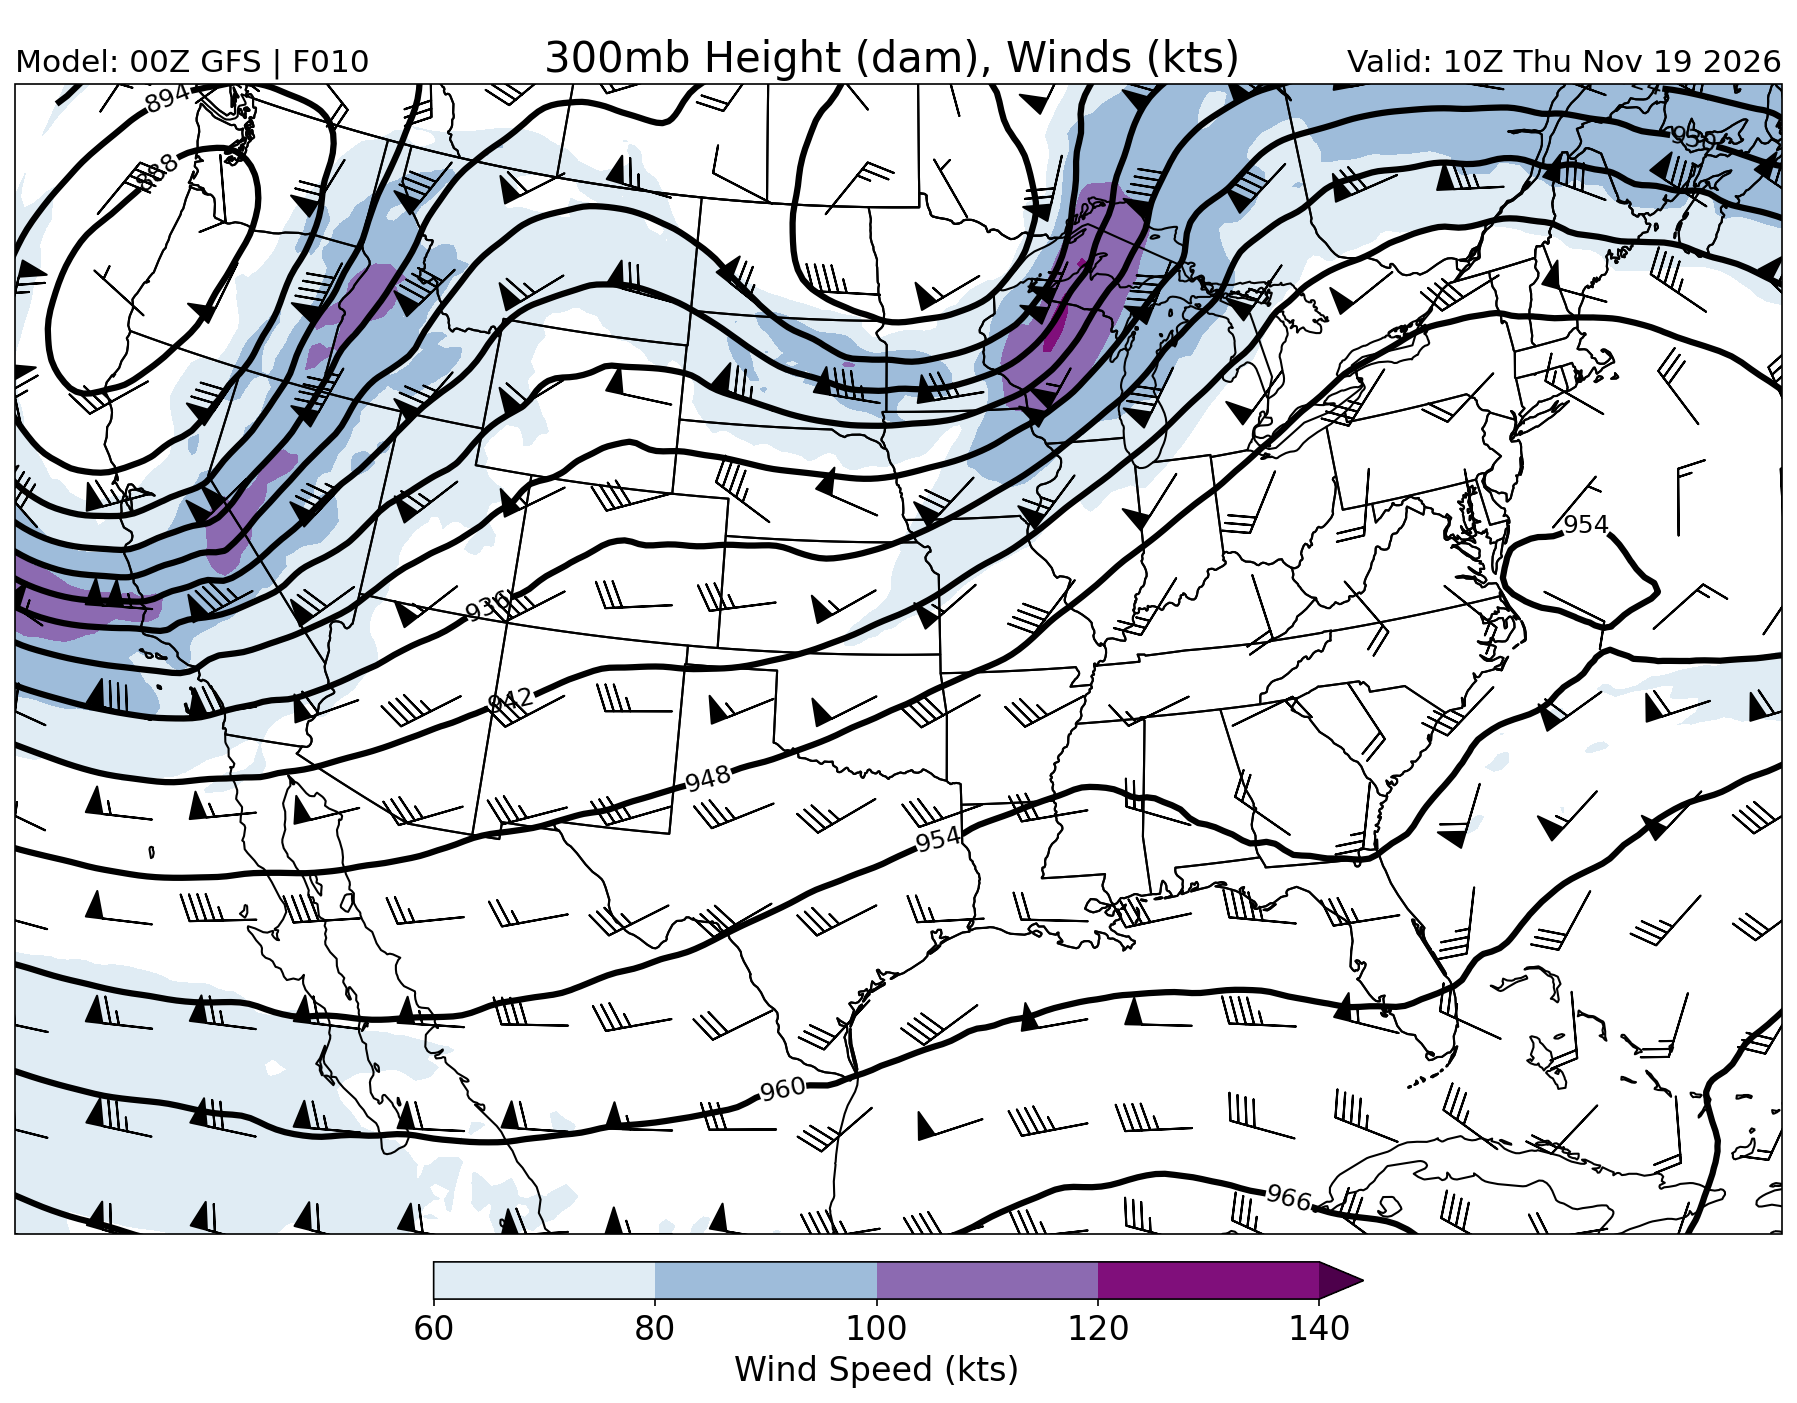 Model: 00Z GFS | F010
300mb Height (dam), Winds (kts)
Valid: 10Z Thu Nov 19 2026
894
888
930
954
936
942
948
954
960
966
60 80 100 120 140
Wind Speed (kts)